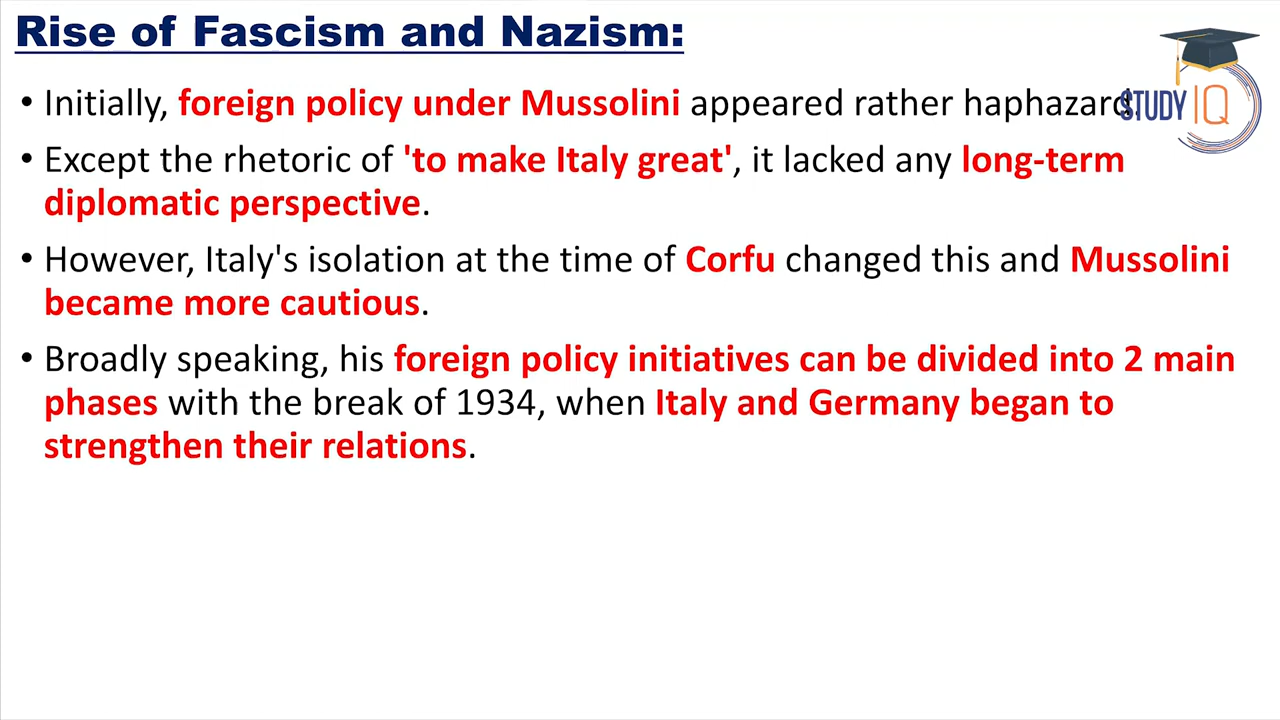 Rise of Fascism and Nazism:
• Initially, foreign policy under Mussolini appeared rather haphazard.
STUDY IQ
• Except the rhetoric of 'to make Italy great', it lacked any long-term
diplomatic perspective.
• However, Italy's isolation at the time of Corfu changed this and Mussolini
became more cautious.
• Broadly speaking, his foreign policy initiatives can be divided into 2 main
phases with the break of 1934, when Italy and Germany began to
strengthen their relations.